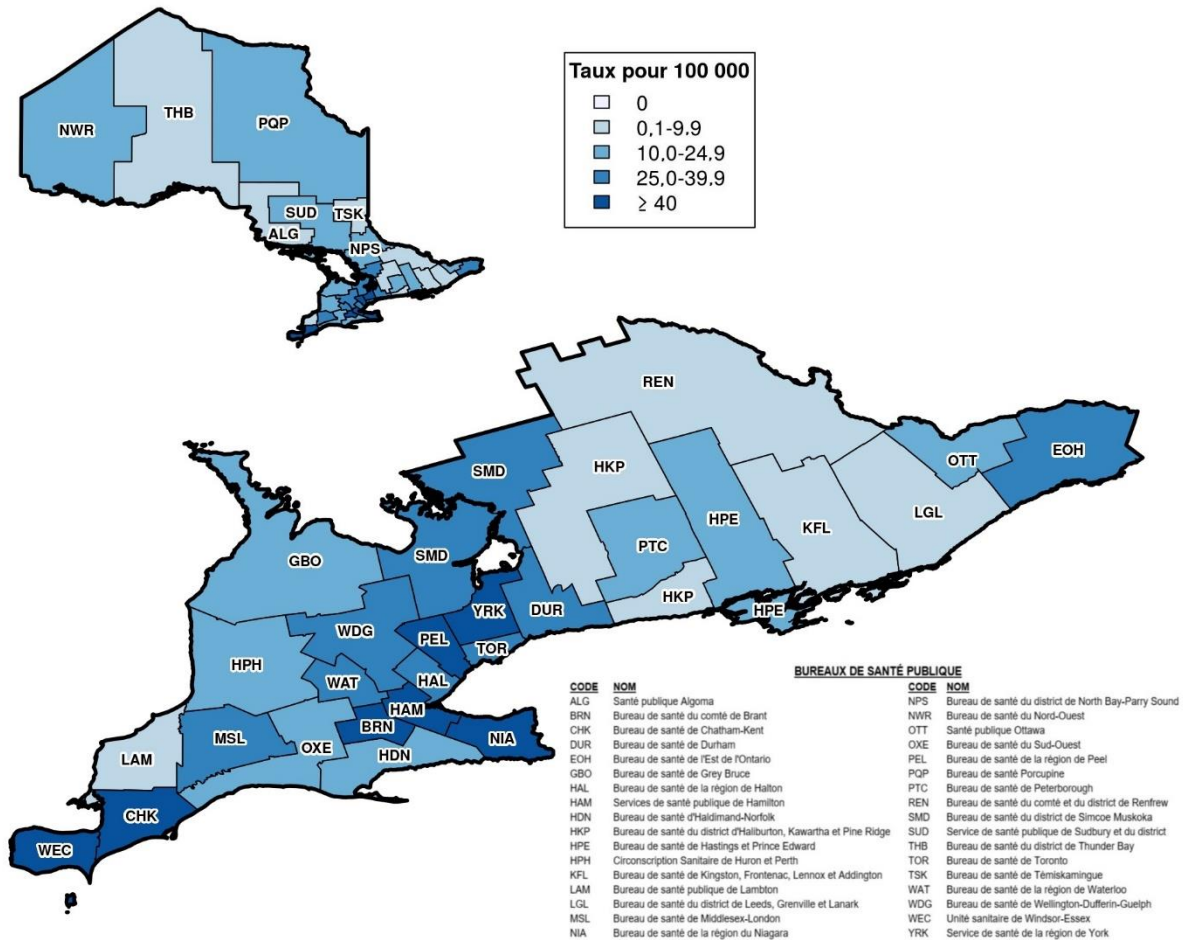 Taux pour 100 000
0
0,1-9,9
10,0-24,9
25,0-39,9
≥ 40
THB
NWR
PQP
SUD
TSK
ALG
NPS
REN
SMD
HKP
OTT
EOH
LGL
HPE
KFL
PTC
SMD
GBO
HKP
HPE
YRK
DUR
WDG
PEL
TOR
HPH
WAT
HAL
HAM
BRN
NIA
MSL
OXE
HDN
LAM
CHK
WEC
BUREAUX DE SANTÉ PUBLIQUE
CODE NOM
ALG Santé publique Algoma
BRN Bureau de santé du comté de Brant
CHK Bureau de santé de Chatham-Kent
DUR Bureau de santé de Durham
EOH Bureau de santé de l'Est de l'Ontario
GBO Bureau de santé de Grey Bruce
HAL Bureau de santé de la région de Halton
HAM Services de santé publique de Hamilton
HDN Bureau de santé d'Haldimand-Norfolk
HKP Bureau de santé du district d'Haliburton, Kawartha et Pine Ridge
HPE Bureau de santé de Hastings et Prince Edward
HPH Circonscription Sanitaire de Huron et Perth
KFL Bureau de santé de Kingston, Frontenac, Lennox et Addington
LAM Bureau de santé publique de Lambton
LGL Bureau de santé du district de Leeds, Grenville et Lanark
MSL Bureau de santé de Middlesex-London
NIA Bureau de santé de la région du Niagara
CODE NOM
NPS Bureau de santé du district de North Bay-Parry Sound
NWR Bureau de santé du Nord-Ouest
OTT Santé publique Ottawa
OXE Bureau de santé du Sud-Ouest
PEL Bureau de santé de la région de Peel
PQP Bureau de santé Porcupine
PTC Bureau de santé de Peterborough
REN Bureau de santé du comté et du district de Renfrew
SMD Bureau de santé du district de Simcoe Muskoka
SUD Service de santé publique de Sudbury et du district
THB Bureau de santé du district de Thunder Bay
TOR Bureau de santé de Toronto
TSK Bureau de santé de Témiskamingue
WAT Bureau de santé de la région de Waterloo
WDG Bureau de santé de Wellington-Dufferin-Guelph
WEC Unité sanitaire de Windsor-Essex
YRK Service de santé de la région de York